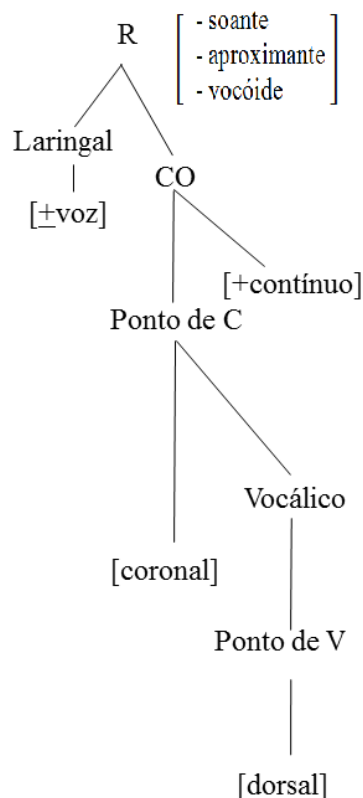 R
- soante
- aproximante
- vocóide
Laringal
CO
[±voz]
[+contínuo]
Ponto de C
Vocálico
[coronal]
Ponto de V
[dorsal]